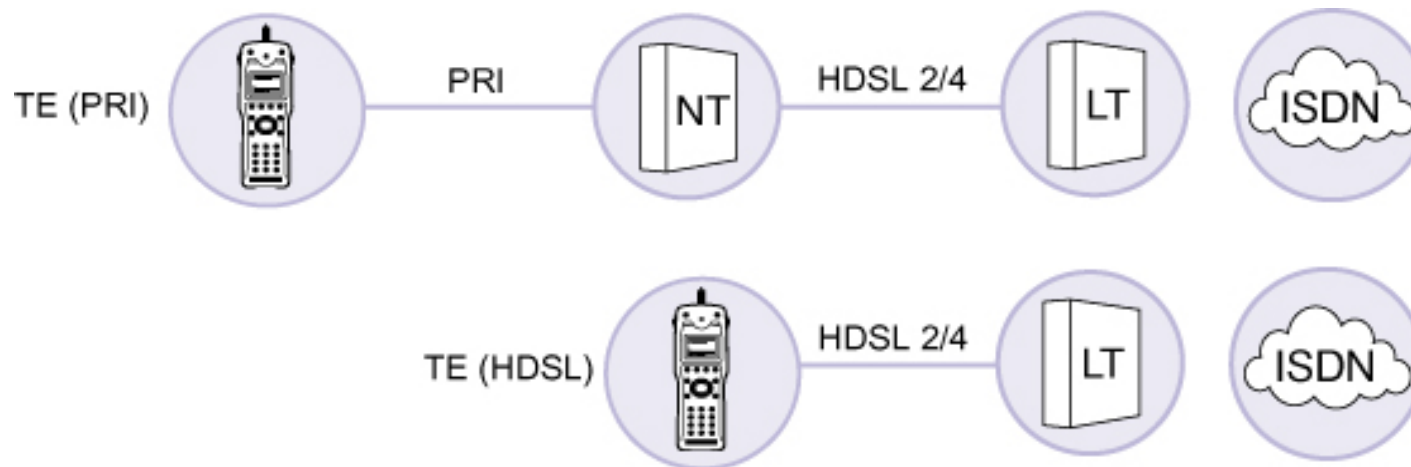 TE (PRI)
PRI
NT
HDSL 2/4
LT
ISDN
TE (HDSL)
HDSL 2/4
LT
ISDN